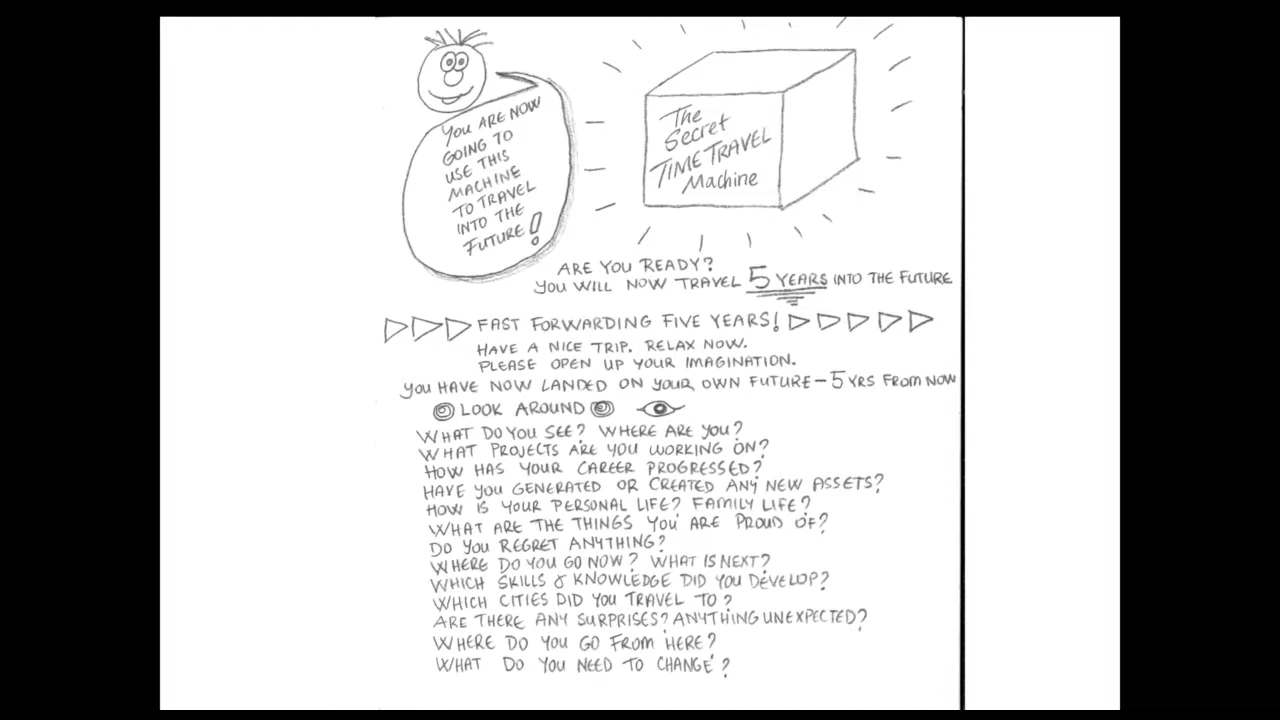 You ARE NOW
GOING TO
USE THIS
MACHINE
TO TRAVEL
INTO THE
FUTURE!
The
Secret
TIME TRAVEL
Machine
ARE YOU READY?
YOU WILL NOW TRAVEL 5 YEARS INTO THE FUTURE
FAST FORWARDING FIVE YEARS!
HAVE A NICE TRIP. RELAX NOW.
PLEASE OPEN UP YOUR IMAGINATION.
YOU HAVE NOW LANDED ON YOUR OWN FUTURE – 5 YRS FROM NOW
LOOK AROUND
WHAT DO YOU SEE? WHERE ARE YOU?
WHAT PROJECTS ARE YOU WORKING ON?
HOW HAS YOUR CAREER PROGRESSED?
HAVE YOU GENERATED OR CREATED ANY NEW ASSETS?
HOW IS YOUR PERSONAL LIFE? FAMILY LIFE?
WHAT ARE THE THINGS YOU ARE PROUD OF?
DO YOU REGRET ANYTHING?
WHERE DO YOU GO NOW? WHAT IS NEXT?
WHICH SKILLS & KNOWLEDGE DID YOU DEVELOP?
WHICH CITIES DID YOU TRAVEL TO?
ARE THERE ANY SURPRISES? ANYTHING UNEXPECTED?
WHERE DO YOU GO FROM HERE?
WHAT DO YOU NEED TO CHANGE?